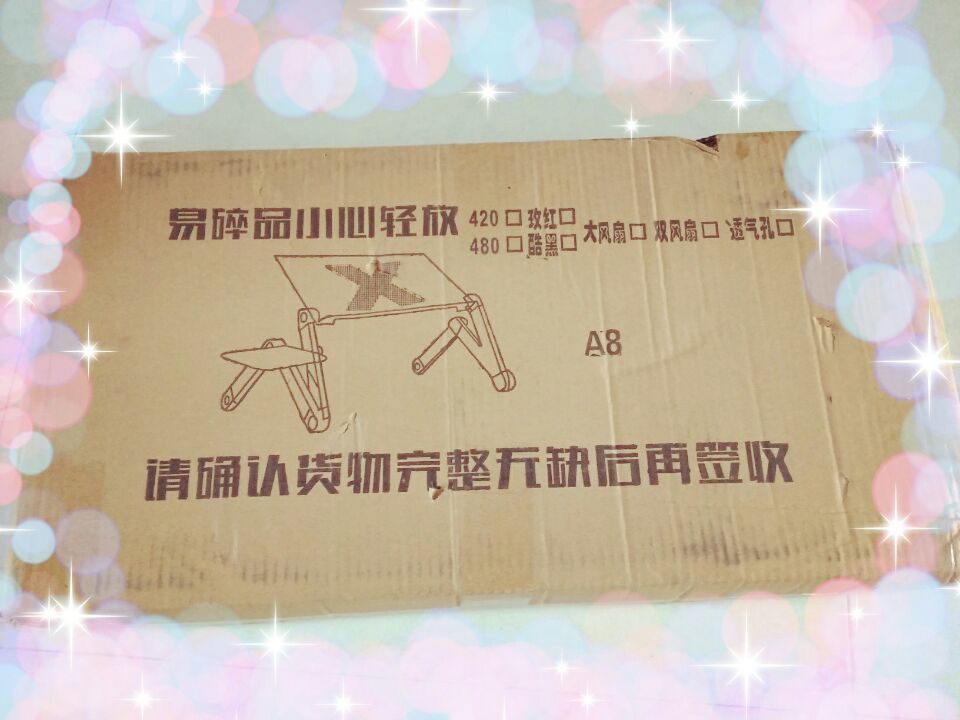 易碎品小心轻放
420 □ 玫红 □
480 □ 酷黑 □
大风扇 □ 双风扇 □ 透气孔 □
A8
请确认货物完整无缺后再签收